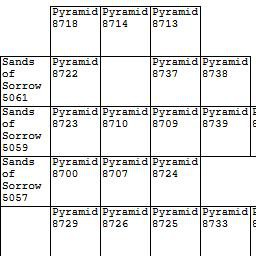 Pyramid Pyramid Pyramid
8718 8714 8713
Sands of Sorrow 5061
Pyramid 8722
Pyramid 8737
Pyramid 8738
Sands of Sorrow 5059
Pyramid 8723
Pyramid 8710
Pyramid 8709
Pyramid 8739
Sands of Sorrow 5057
Pyramid 8700
Pyramid 8707
Pyramid 8724
Pyramid 8729
Pyramid 8726
Pyramid 8725
Pyramid 8733